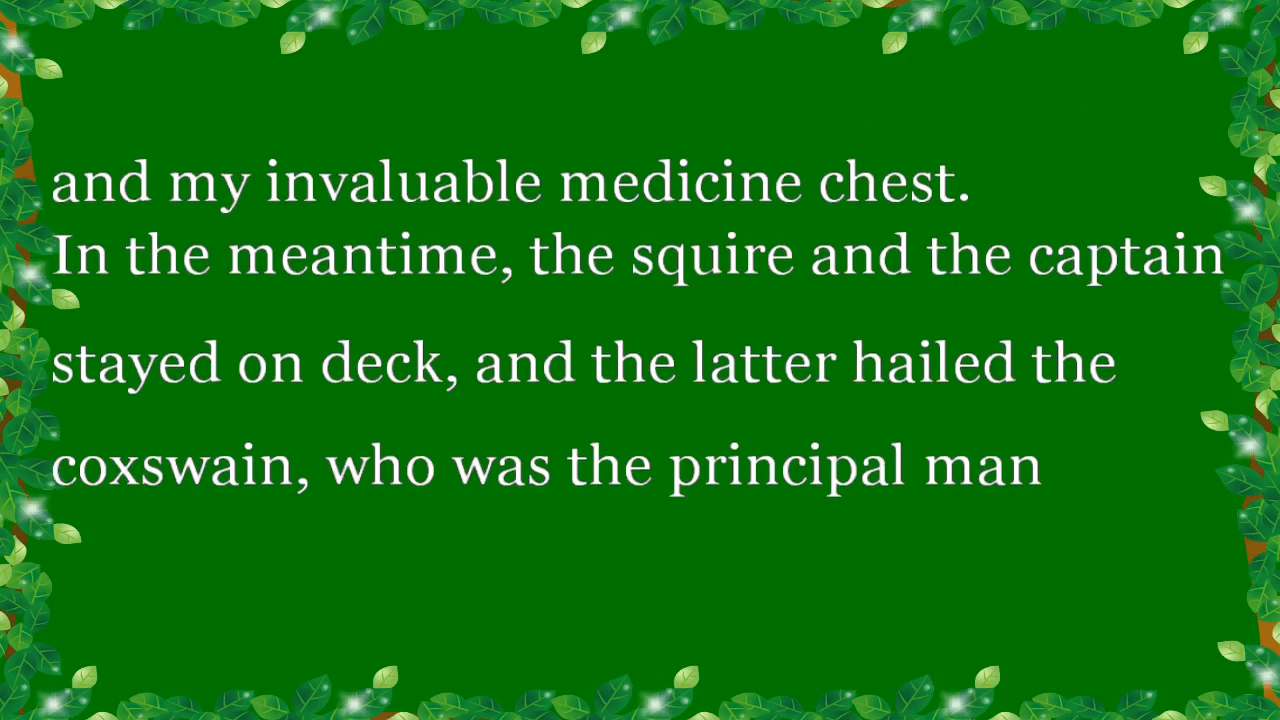 and my invaluable medicine chest.
In the meantime, the squire and the captain
stayed on deck, and the latter hailed the
coxswain, who was the principal man